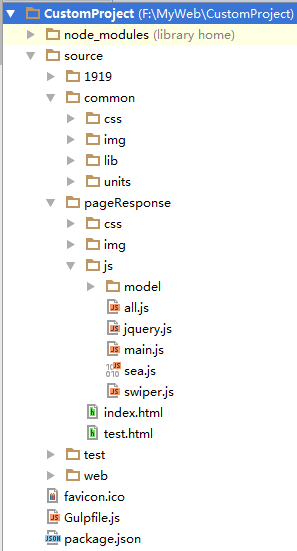 CustomProject (F:\MyWeb\CustomProject)
node_modules (library home)
source
1919
common
css
img
lib
units
pageResponse
css
img
js
model
all.js
jquery.js
main.js
sea.js
swiper.js
index.html
test.html
test
web
favicon.ico
Gulpfile.js
package.json